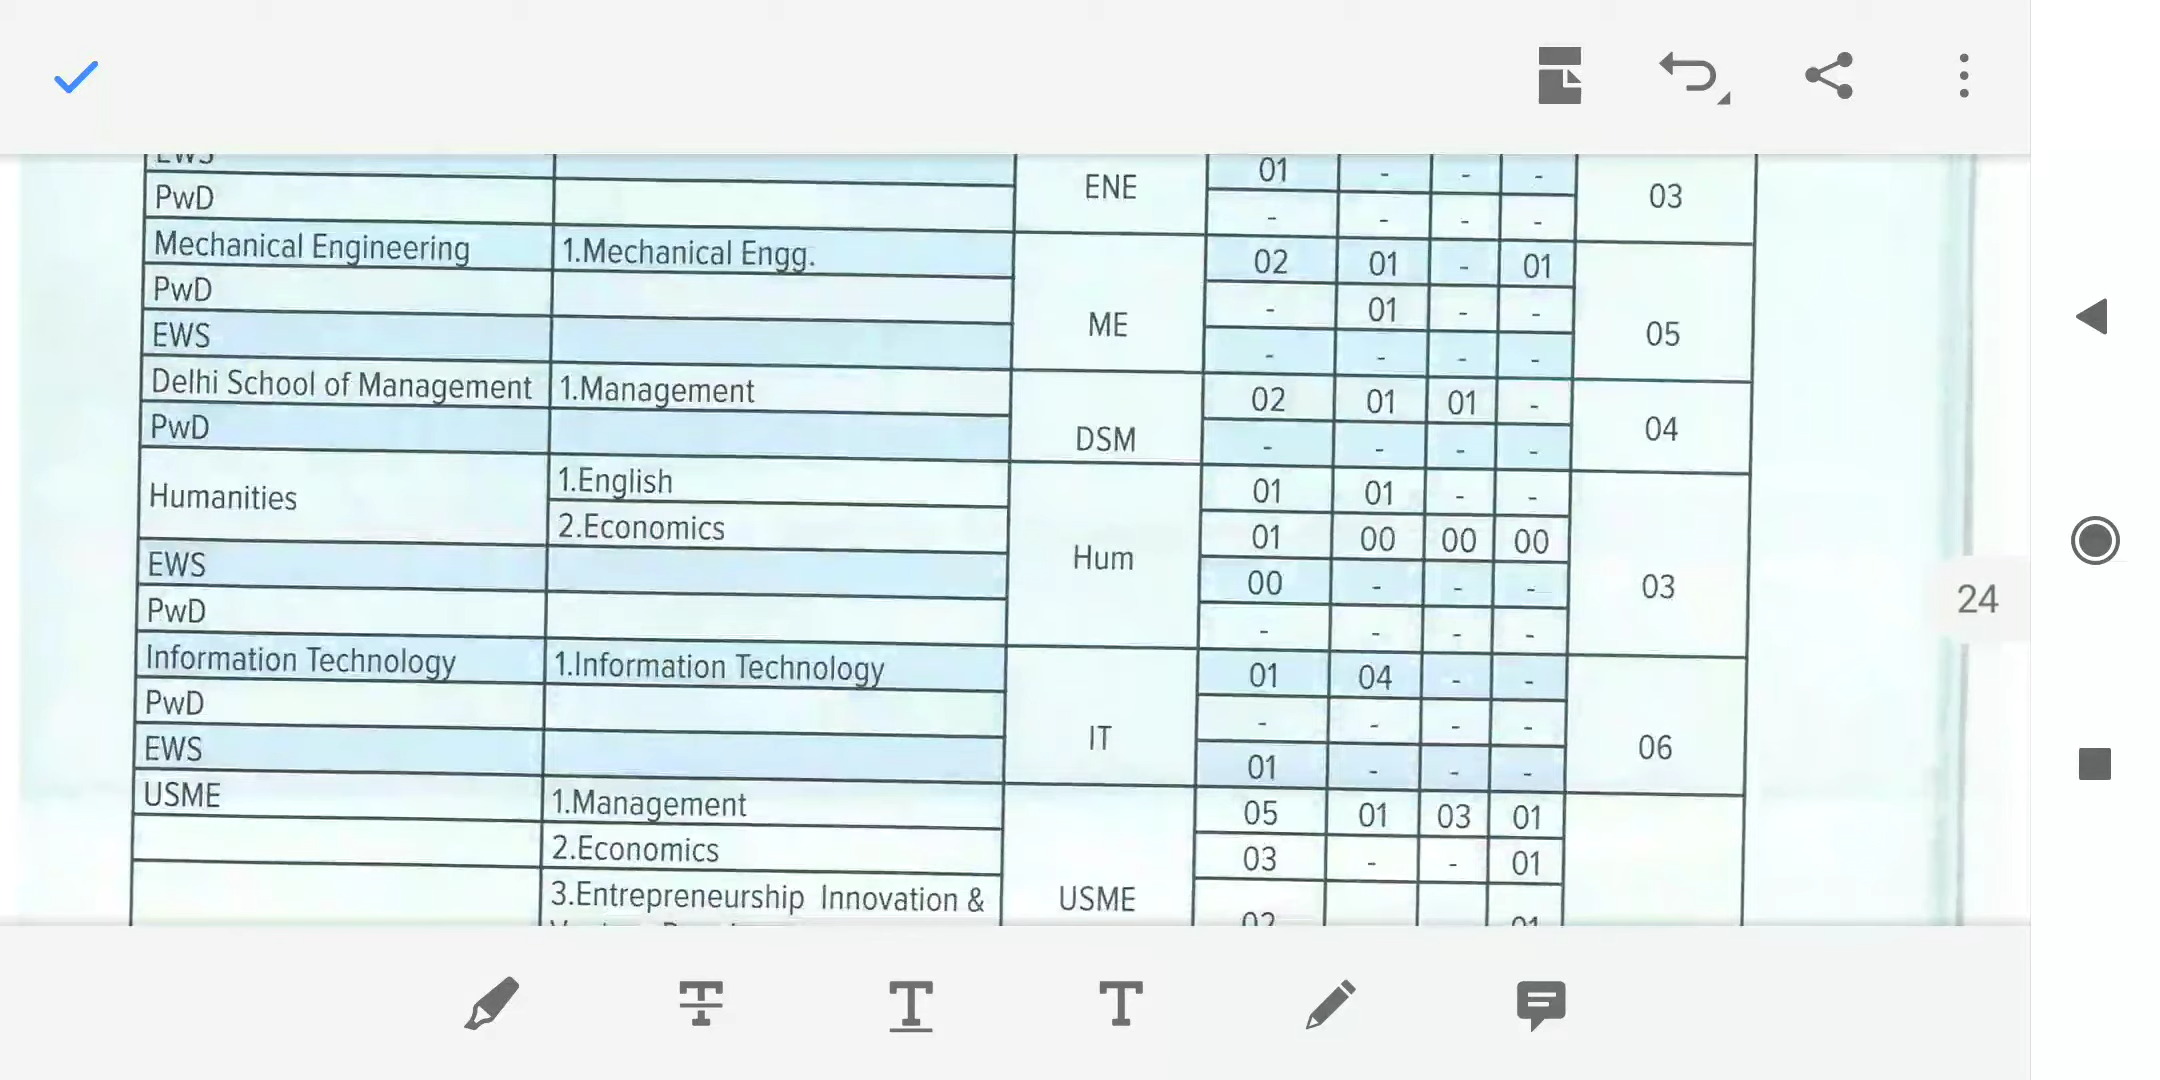 EWS 01 - - -
PwD ENE - - - - 03
Mechanical Engineering 1.Mechanical Engg. 02 01 - 01
PwD ME - 01 - - 05
EWS - - - -
Delhi School of Management 1.Management 02 01 01 -
PwD DSM - - - - 04
Humanities 1.English 01 01 - -
2.Economics 01 00 00 00
EWS Hum 00 - - - 03
PwD - - - -
Information Technology 1.Information Technology 01 04 - -
PwD IT - - - - 06
EWS 01 - - -
USME 1.Management 05 01 03 01
2.Economics 03 - - 01
3.Entrepreneurship Innovation & USME 02 01
24